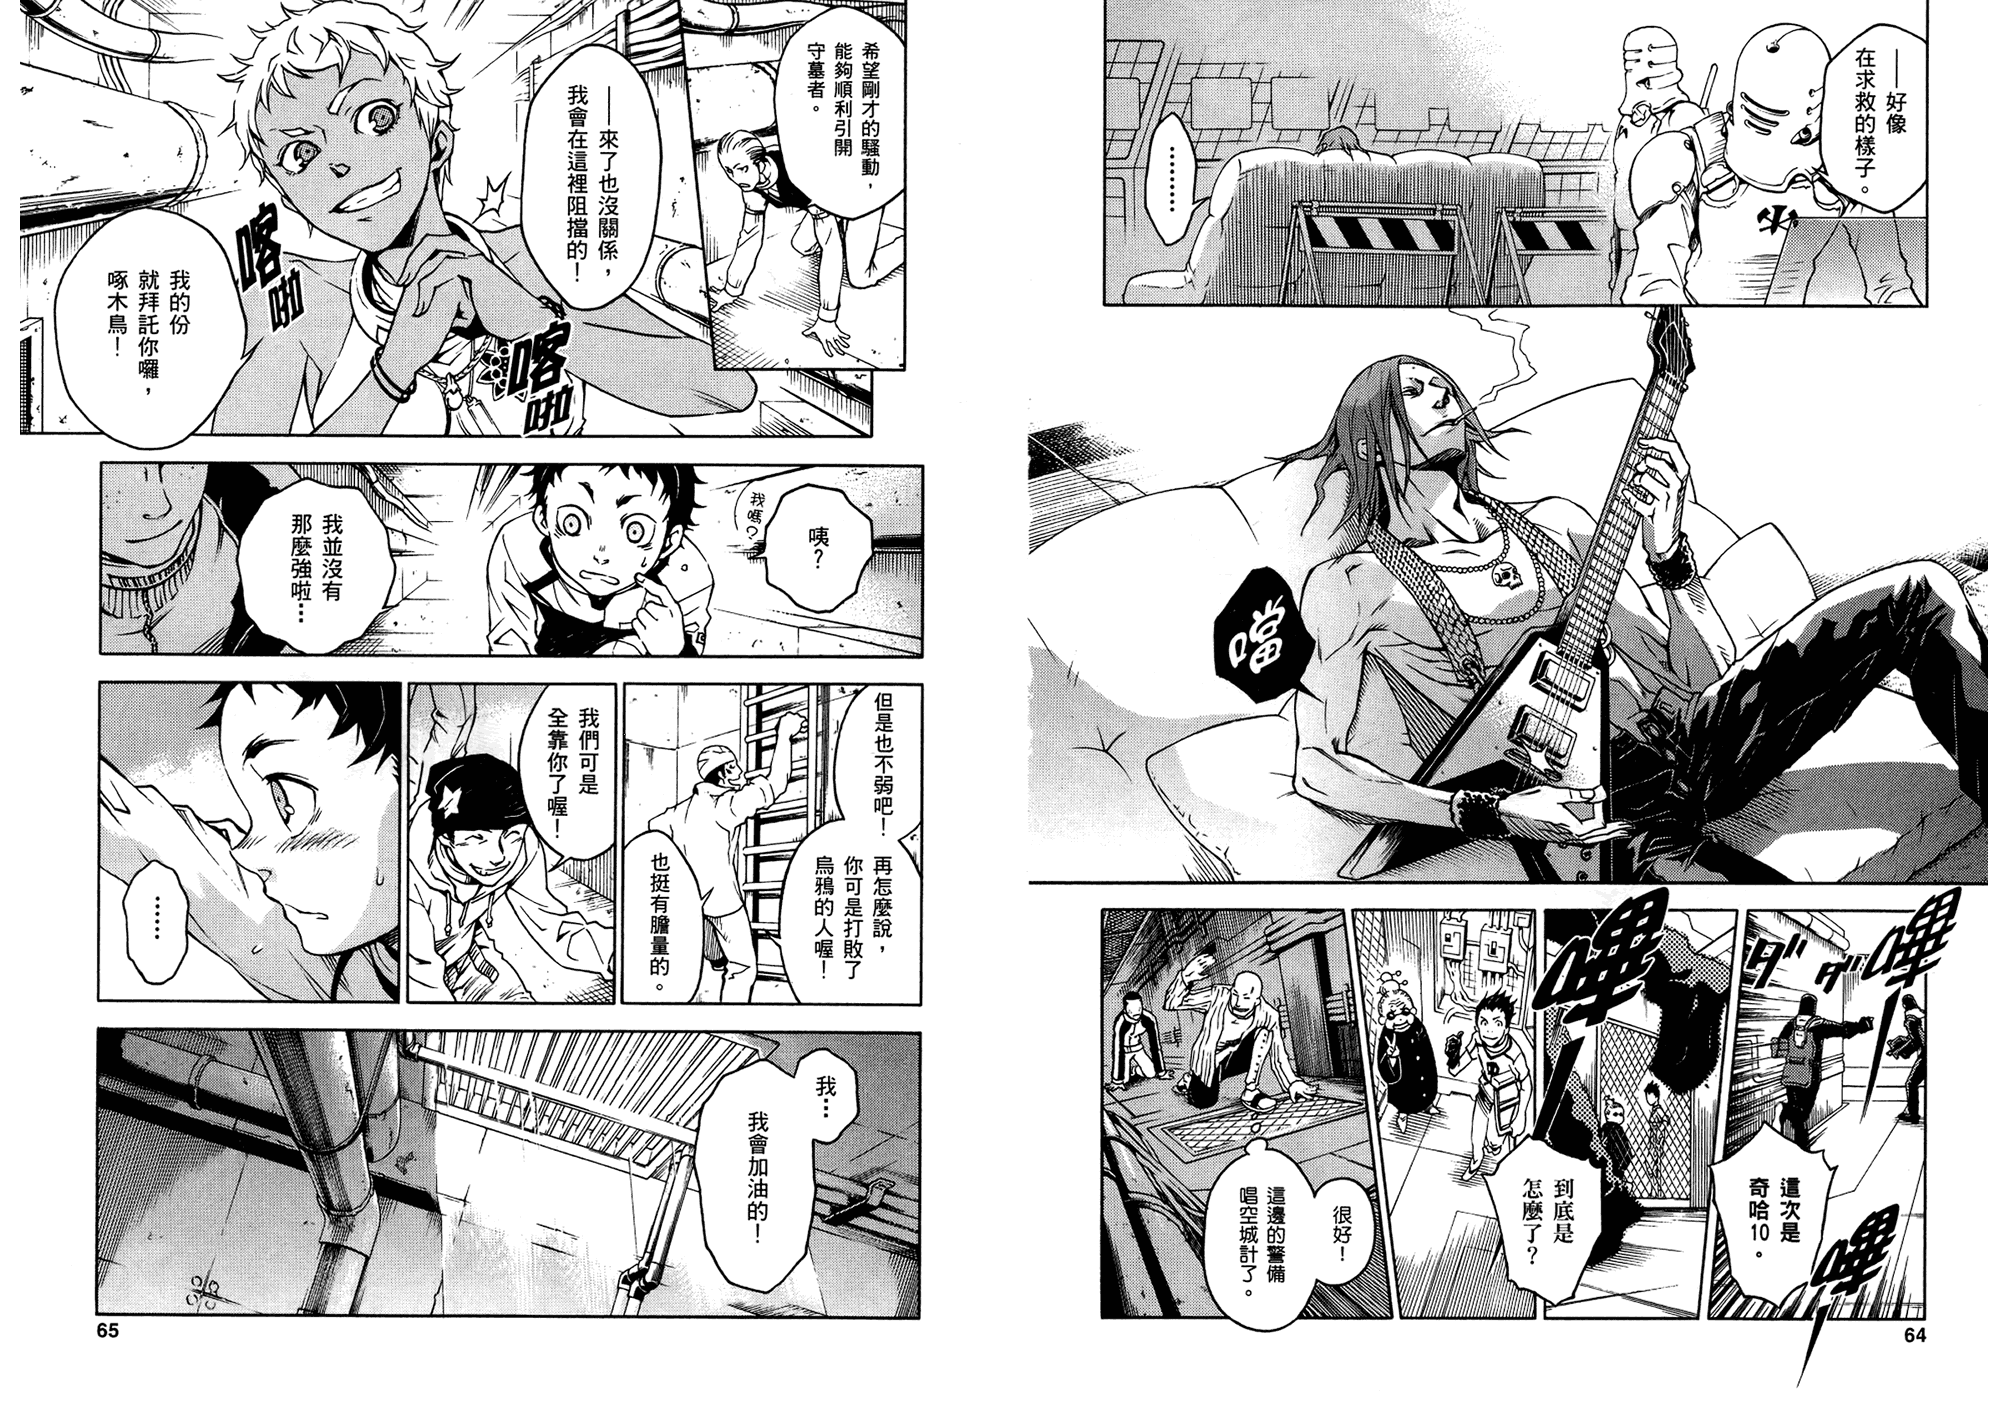 ——好像
在求救的樣子。
………
噹
嗶
嗶
ダッ
ダッ
這次是
奇哈10。
嗶
到底是
怎麼了?
很好!
這邊的警備
唱空城計了。
64
希望剛才的騷動,
能夠順利引開
守墓者。
——來了也沒關係,
我會在這裡阻擋的!
喀
啪
喀
啪
我的份
就拜託你囉,
啄木鳥!
咦?
我嗎?
我並沒有
那麼強啦…
但是也不弱吧!
再怎麼說,
你可是打敗了
烏鴉的人喔!
也挺有膽量的。
我們可是
全靠你了喔!
……
我…
我會加油的!
65